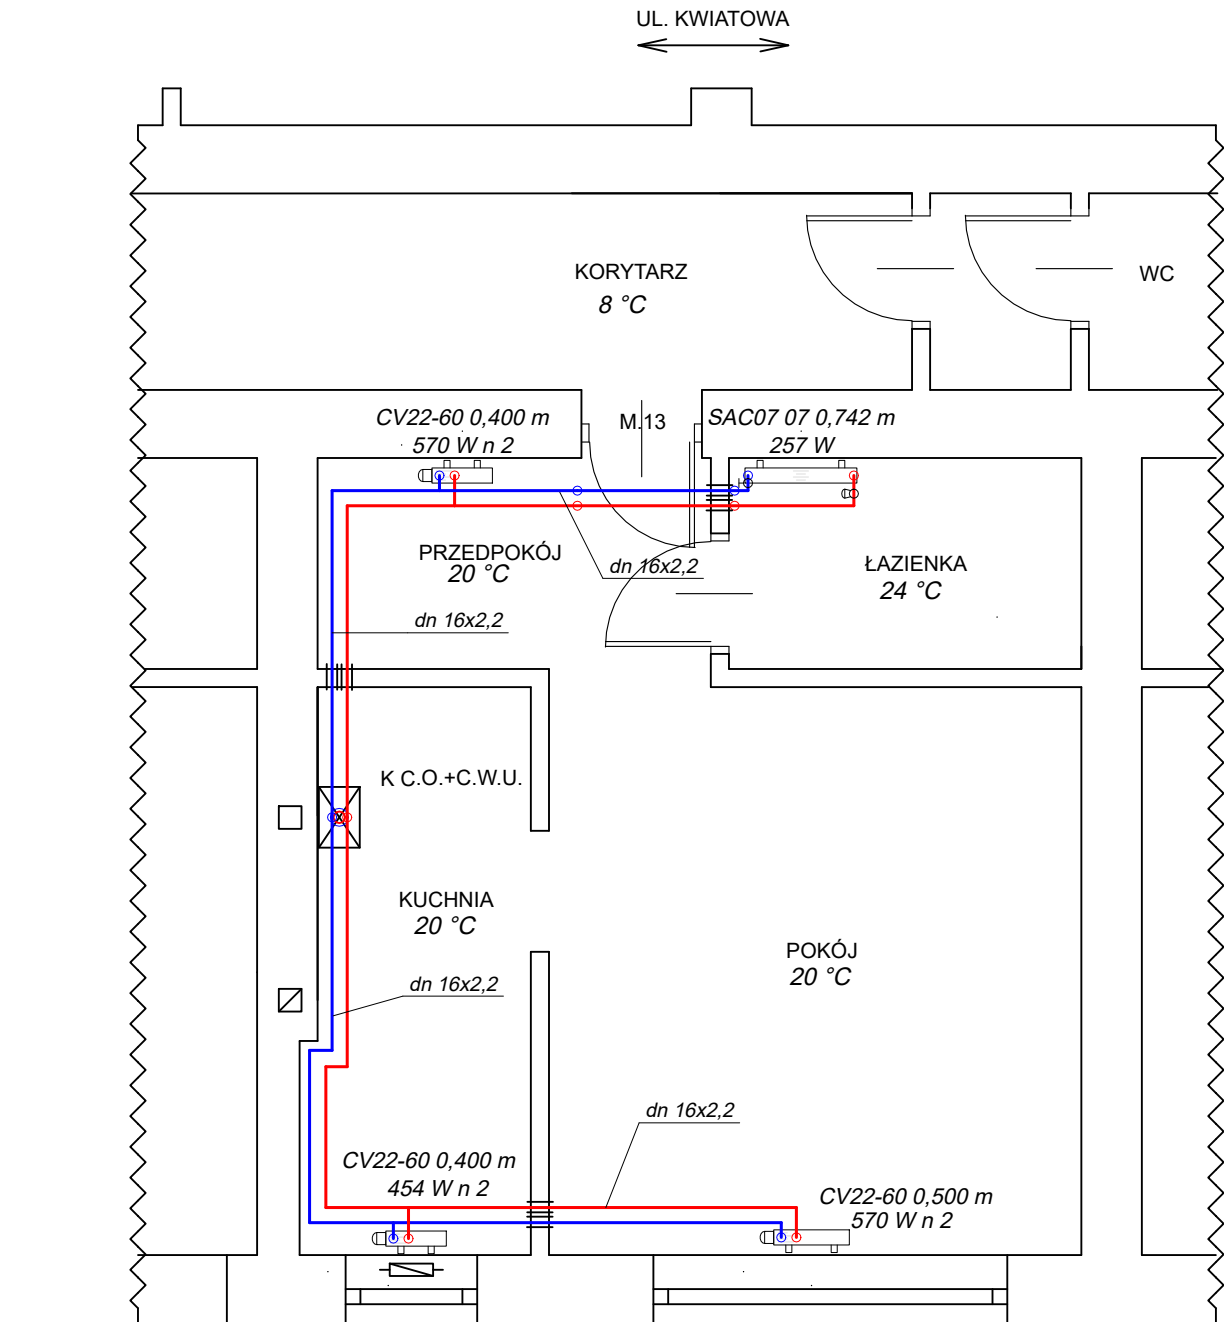 UL. KWIATOWA
KORYTARZ
8 °C
WC
CV22-60 0,400 m
570 W n 2
M.13
SAC07 07 0,742 m
257 W
PRZEDPOKÓJ
20 °C
dn 16x2,2
ŁAZIENKA
24 °C
dn 16x2,2
K C.O.+C.W.U.
KUCHNIA
20 °C
POKÓJ
20 °C
dn 16x2,2
dn 16x2,2
CV22-60 0,400 m
454 W n 2
CV22-60 0,500 m
570 W n 2